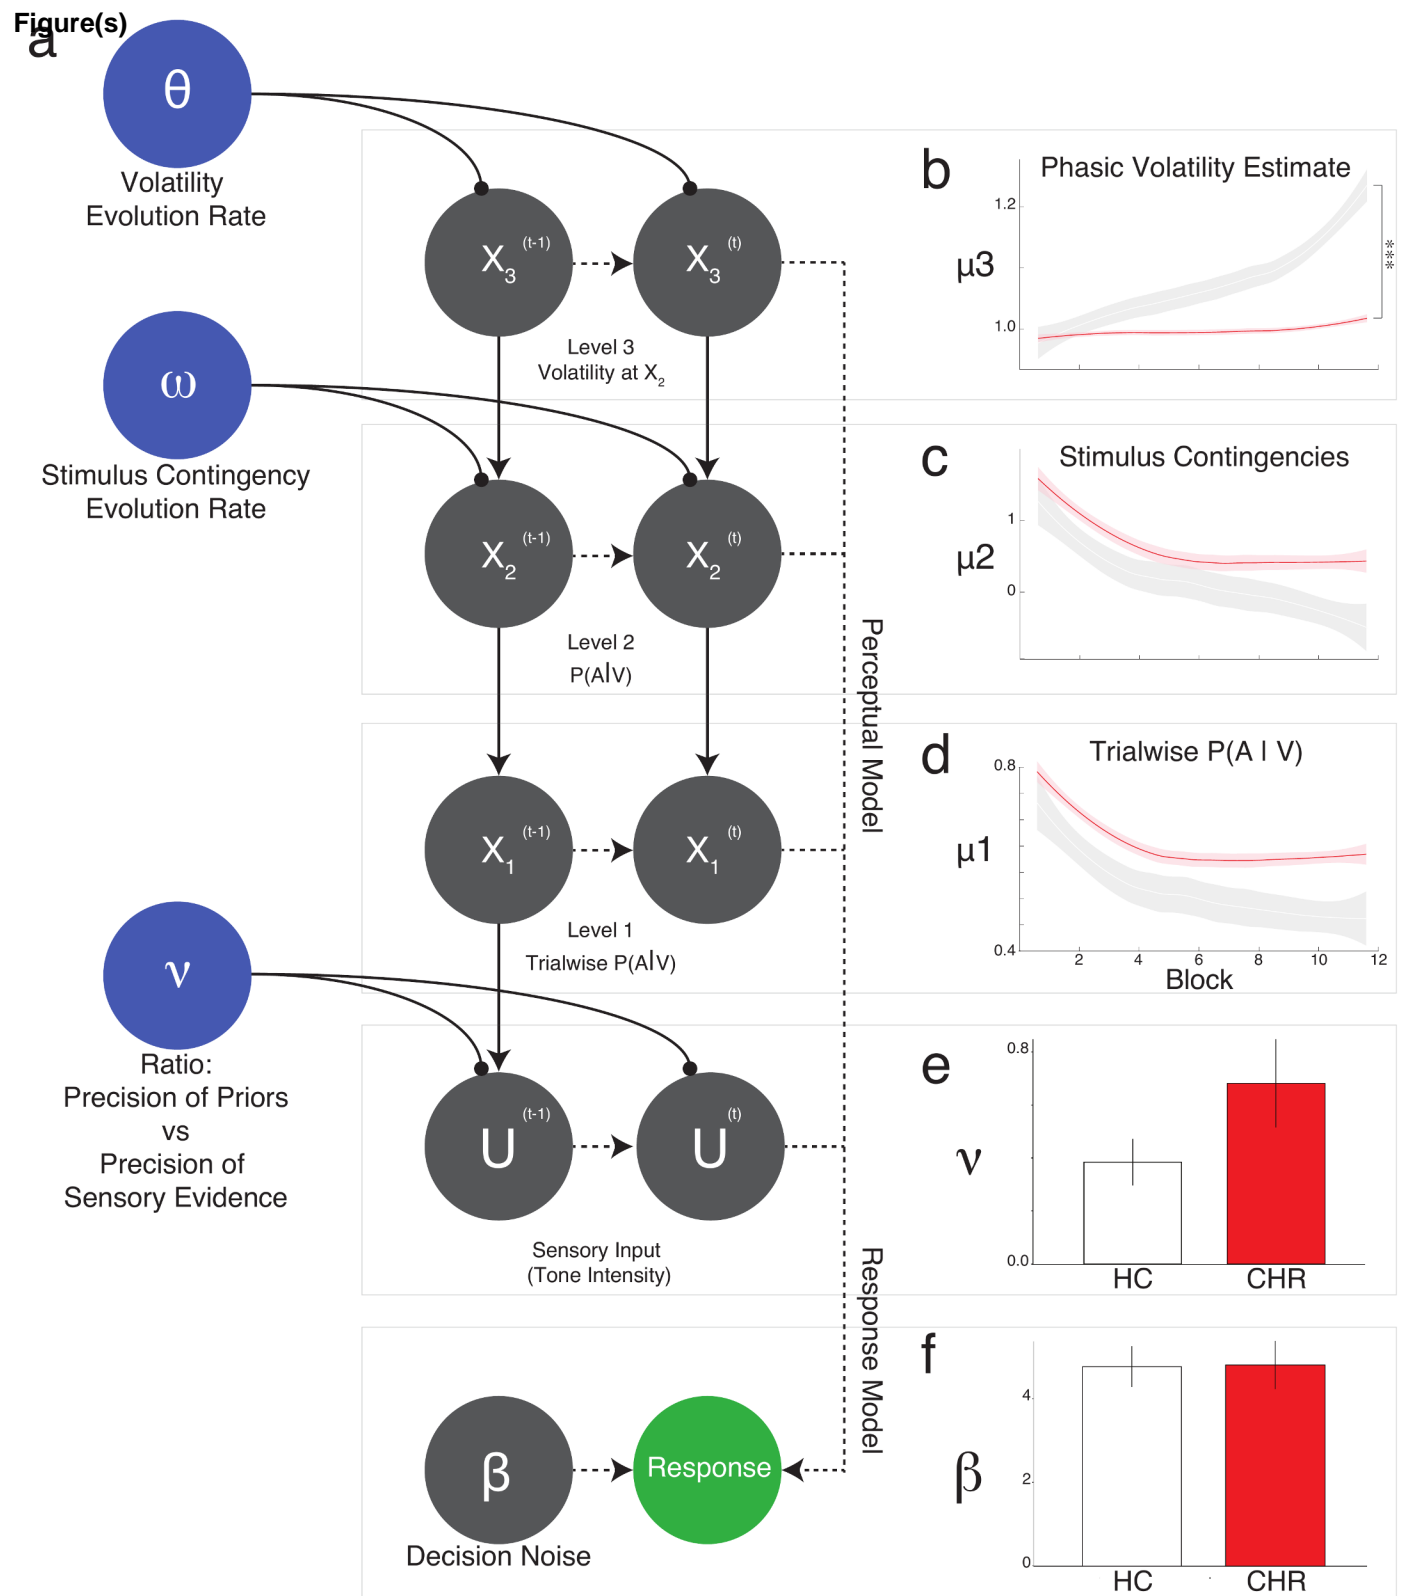 Figure(s)
a
θ
Volatility
Evolution Rate
X3 (t-1)
X3 (t)
Level 3
Volatility at X2
ω
Stimulus Contingency
Evolution Rate
X2 (t-1)
X2 (t)
Level 2
P(A|V)
X1 (t-1)
X1 (t)
Level 1
Trialwise P(A|V)
ν
Ratio:
Precision of Priors
vs
Precision of
Sensory Evidence
U (t-1)
U (t)
Sensory Input
(Tone Intensity)
β
Decision Noise
Response
Perceptual Model
Response Model
b
Phasic Volatility Estimate
μ3
1.2
1.0
***
c
Stimulus Contingencies
μ2
1
0
d
Trialwise P(A | V)
μ1
0.8
0.4
2 4 6 8 10 12
Block
e
ν
0.8
0.0
HC CHR
f
β
4
2
0
HC CHR